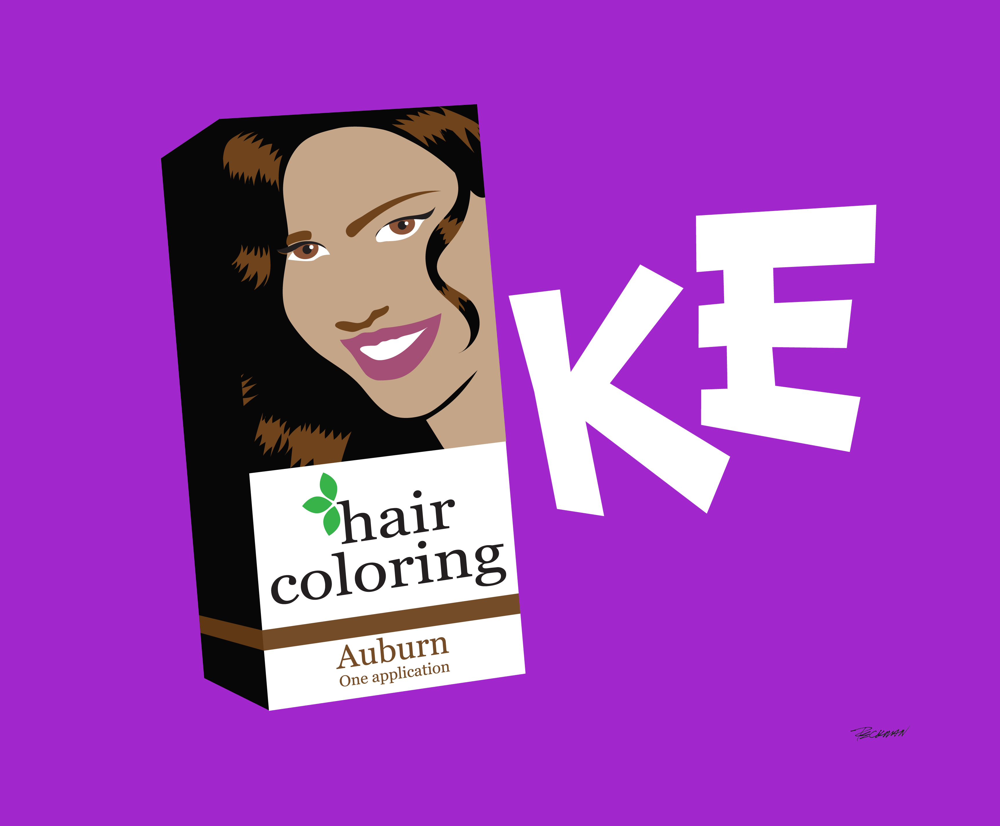 KE
hair
coloring
Auburn
One application